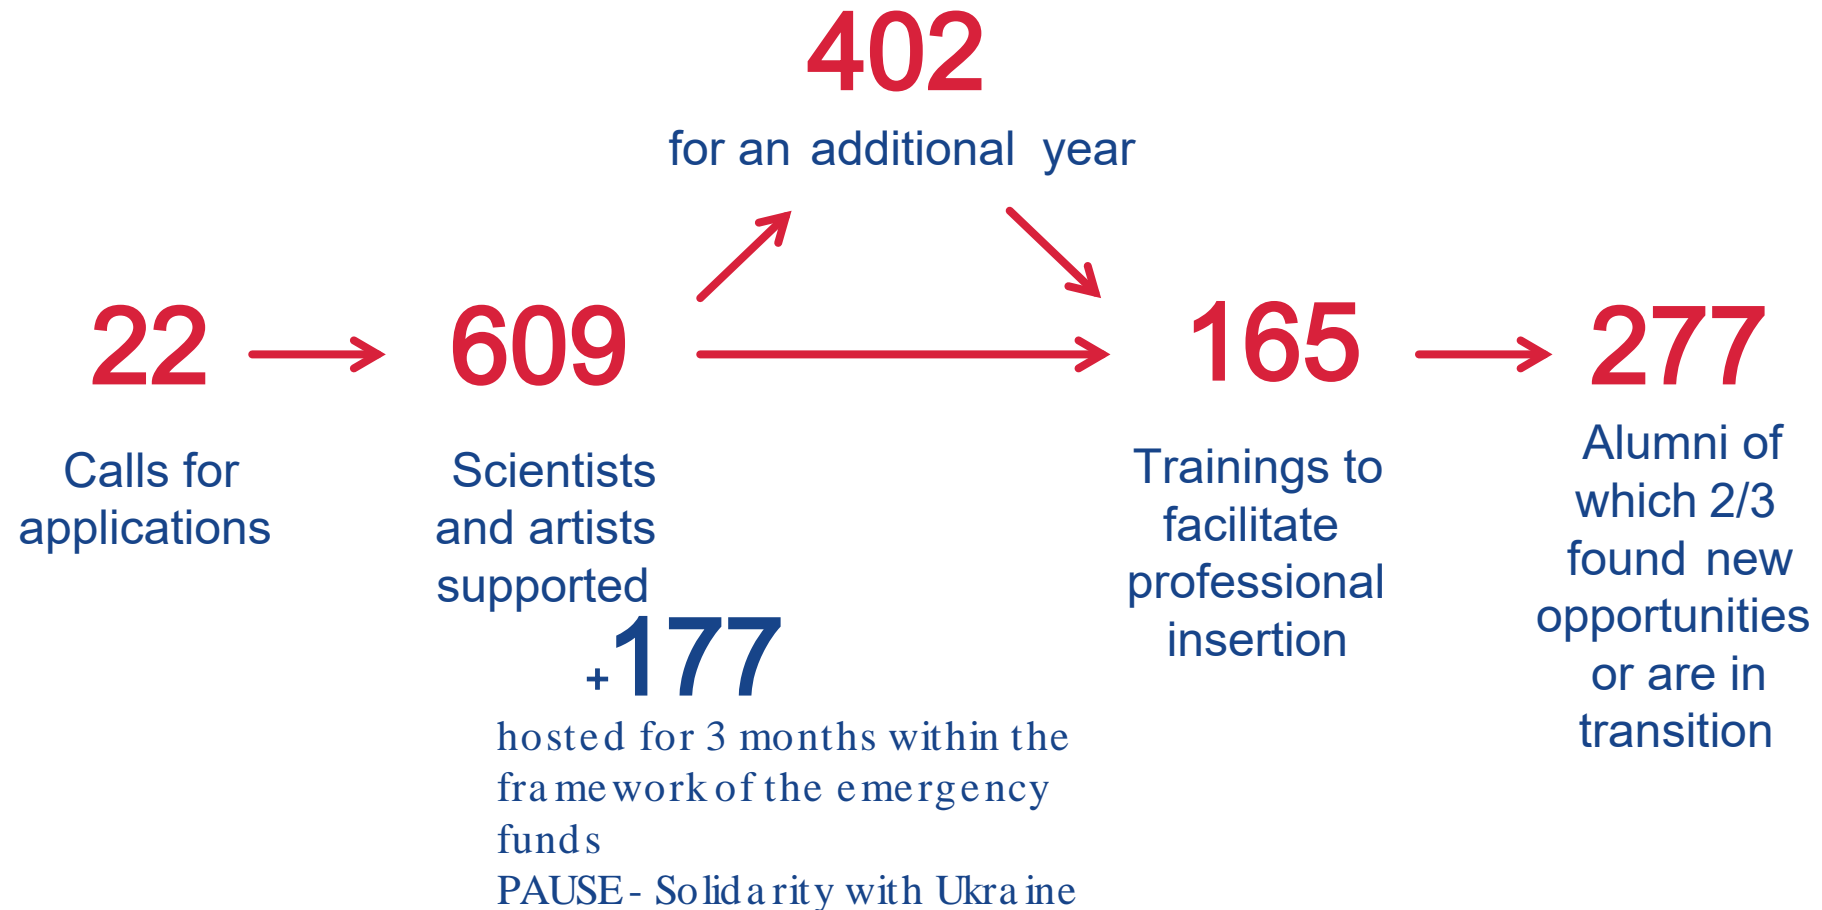 402
for an additional year
22
Calls for
applications
609
Scientists
and artists
supported
+177
hosted for 3 months within the
framework of the emergency
funds
PAUSE - Solidarity with Ukraine
165
Trainings to
facilitate
professional
insertion
277
Alumni of
which 2/3
found new
opportunities
or are in
transition